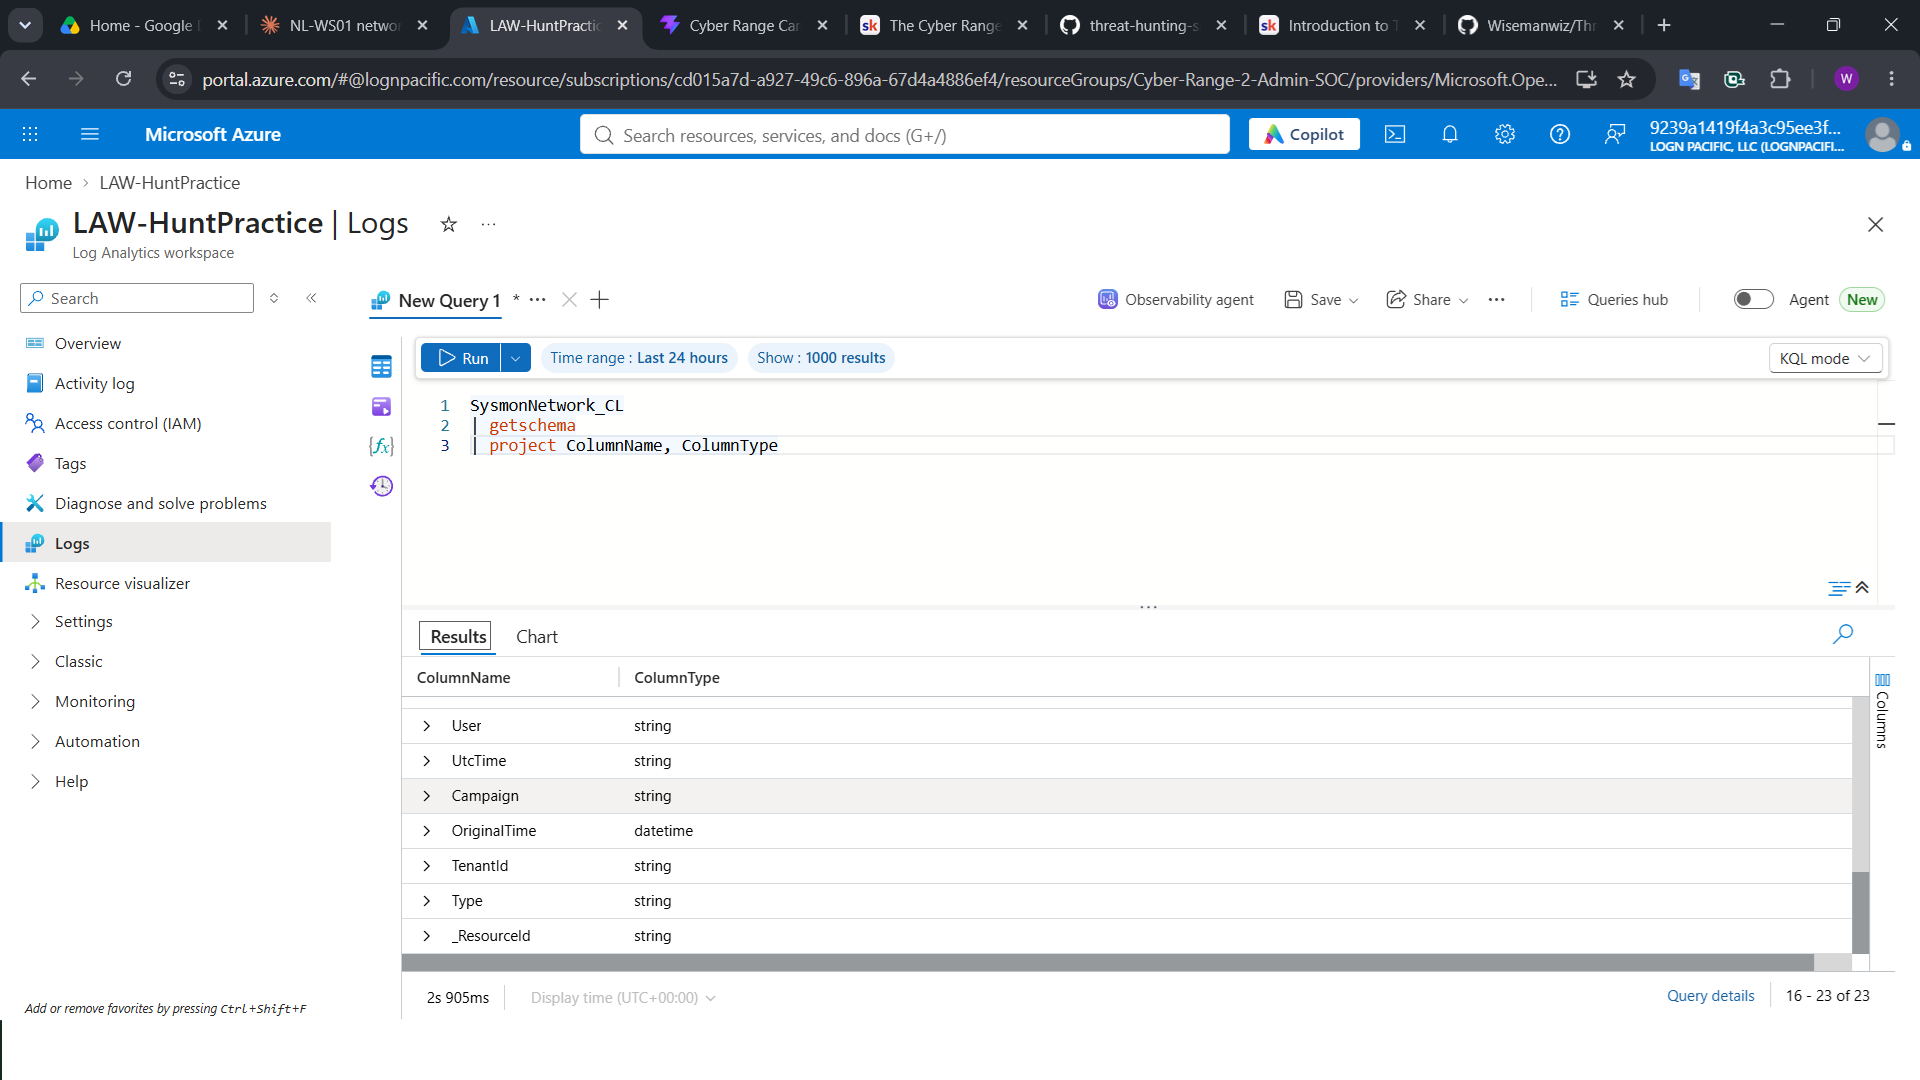 Home - Google
NL-WS01 networ
LAW-HuntPractic
Cyber Range Car
The Cyber Range
threat-hunting-s
Introduction to T
Wisemanwiz/Thr
portal.azure.com/#@lognpacific.com/resource/subscriptions/cd015a7d-a927-49c6-896a-67d4a4886ef4/resourceGroups/Cyber-Range-2-Admin-SOC/providers/Microsoft.Ope...
W
Microsoft Azure
Search resources, services, and docs (G+/)
Copilot
9239a1419f4a3c95ee3f...
LOGN PACIFIC, LLC (LOGNPACIFI...
Home > LAW-HuntPractice
LAW-HuntPractice | Logs
Log Analytics workspace
Search
Overview
Activity log
Access control (IAM)
Tags
Diagnose and solve problems
Logs
Resource visualizer
Settings
Classic
Monitoring
Automation
Help
Add or remove favorites by pressing Ctrl+Shift+F
New Query 1 *
Observability agent
Save
Share
Queries hub
Agent
New
Run
Time range : Last 24 hours
Show : 1000 results
KQL mode
1 SysmonNetwork_CL
2 | getschema
3 | project ColumnName, ColumnType
Results
Chart
ColumnName ColumnType
User string
UtcTime string
Campaign string
OriginalTime datetime
TenantId string
Type string
_ResourceId string
Columns
2s 905ms
Display time (UTC+00:00)
Query details
16 - 23 of 23